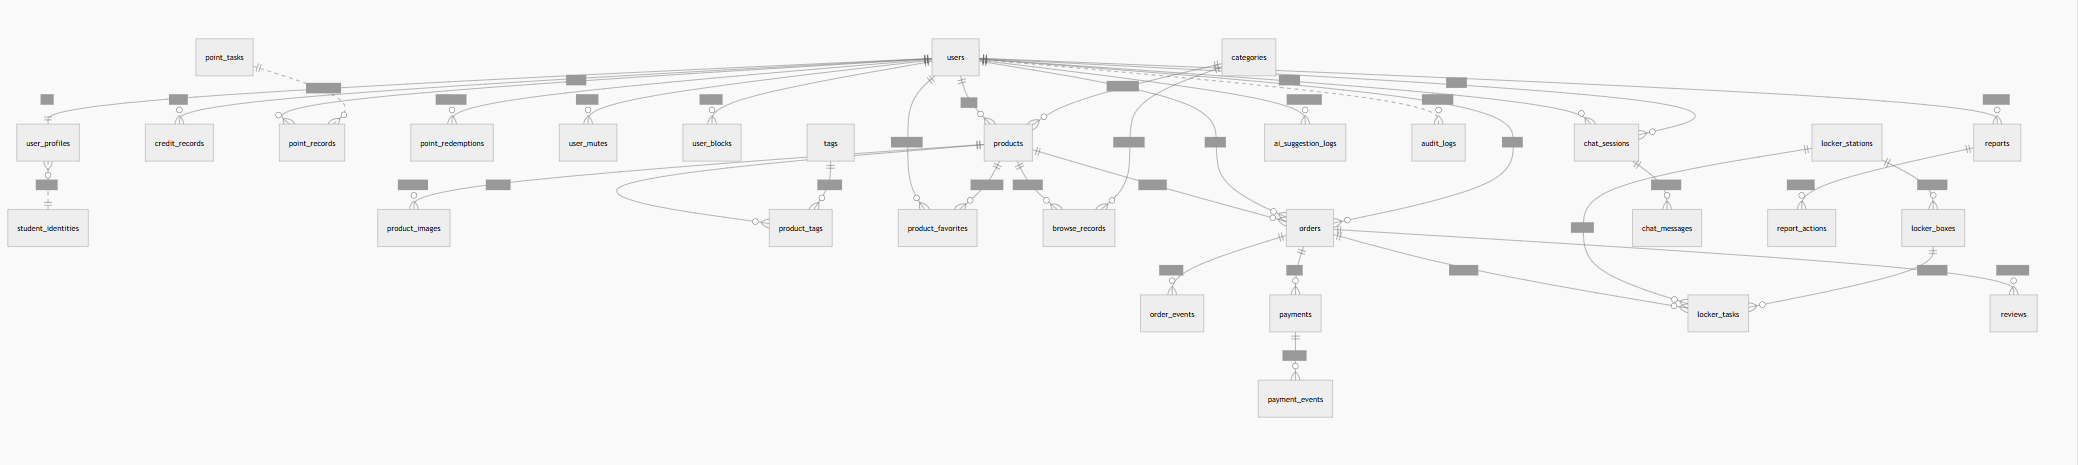 point_tasks
users
categories
user_profiles
credit_records
point_records
point_redemptions
user_mutes
user_blocks
tags
products
ai_suggestion_logs
audit_logs
chat_sessions
locker_stations
reports
student_identities
product_images
product_tags
product_favorites
browse_records
orders
chat_messages
report_actions
locker_boxes
order_events
payments
locker_tasks
reviews
payment_events